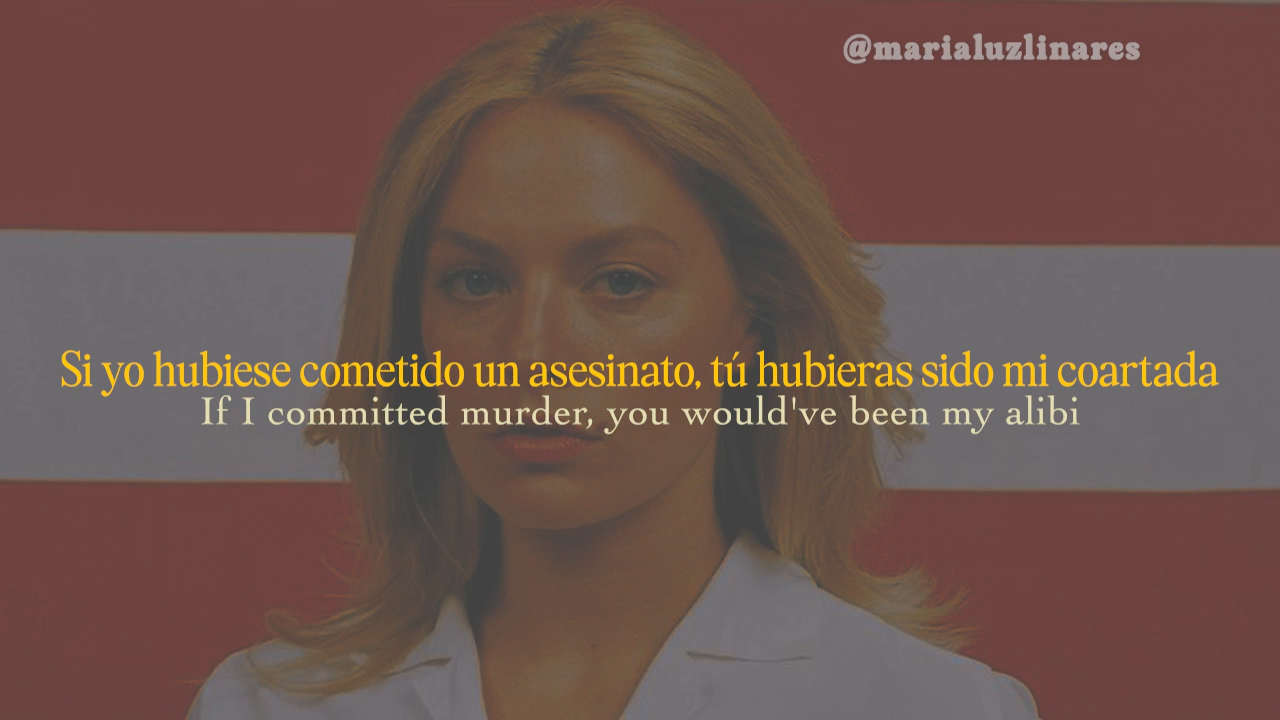 @marialuzlinares
Si yo hubiese cometido un asesinato, tú hubieras sido mi coartada
If I committed murder, you would've been my alibi